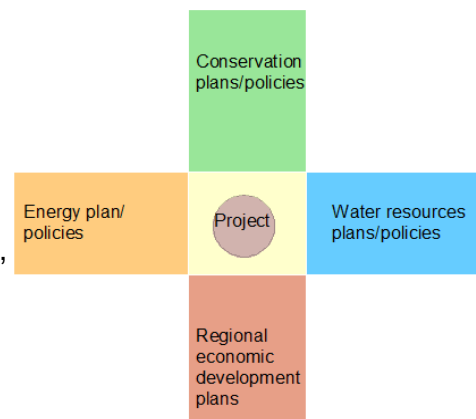 Conservation
plans/policies
Energy plan/
policies
Project
Water resources
plans/policies
,
Regional
economic
development
plans